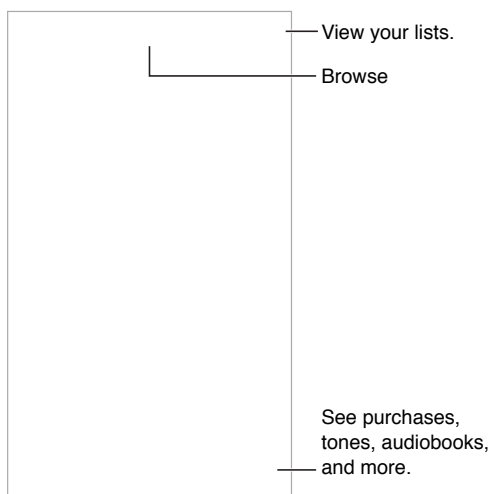 View your lists.
Browse
See purchases,
tones, audiobooks,
and more.